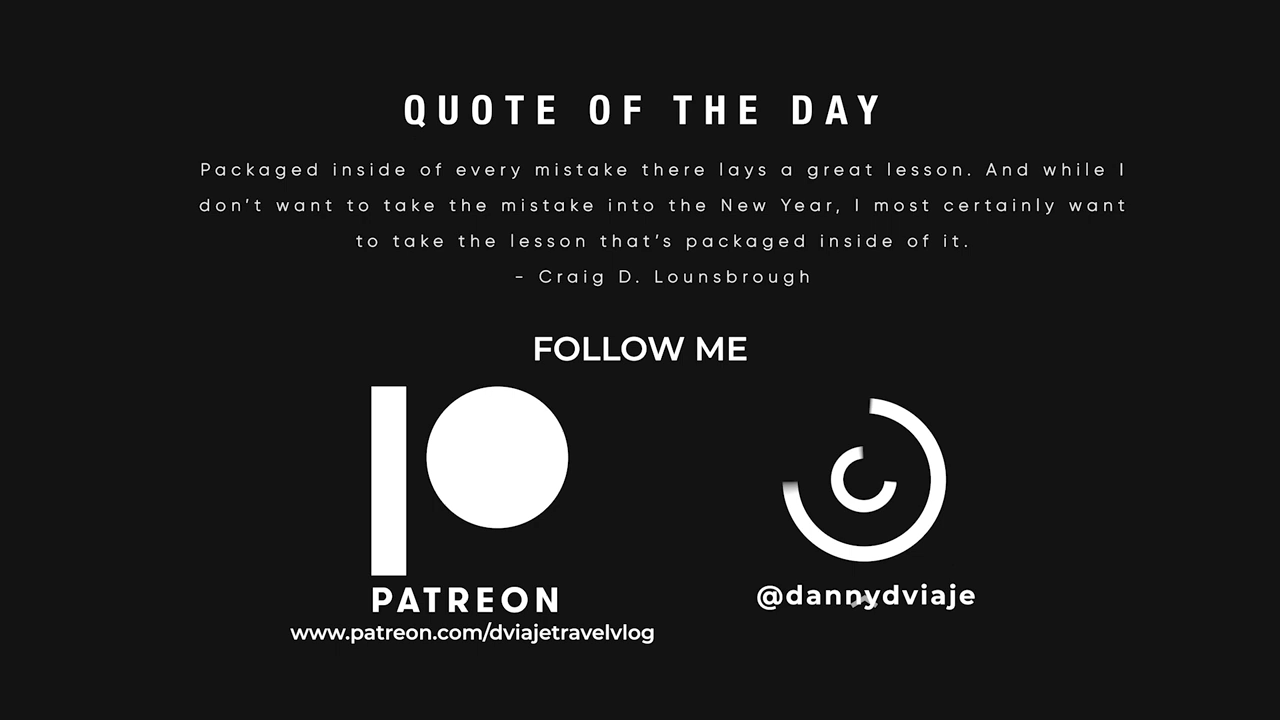 QUOTE OF THE DAY
Packaged inside of every mistake there lays a great lesson. And while I
don’t want to take the mistake into the New Year, I most certainly want
to take the lesson that’s packaged inside of it.
- Craig D. Lounsbrough
FOLLOW ME
PATREON
www.patreon.com/dviajetravelvlog
@dannydviaje